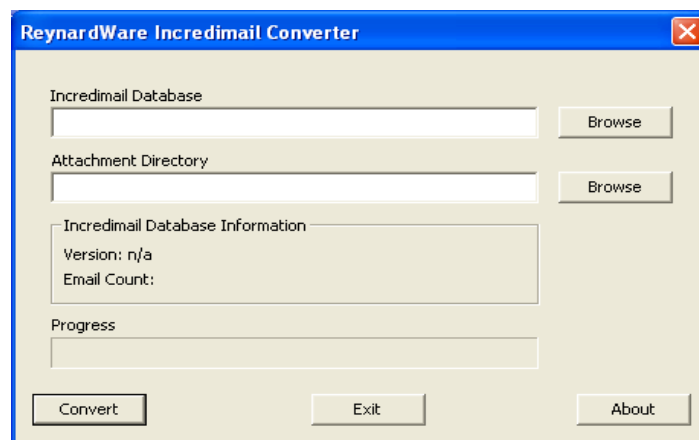 ReynardWare Incredimail Converter
Incredimail Database
Browse
Attachment Directory
Browse
Incredimail Database Information
Version: n/a
Email Count:
Progress
Convert Exit About